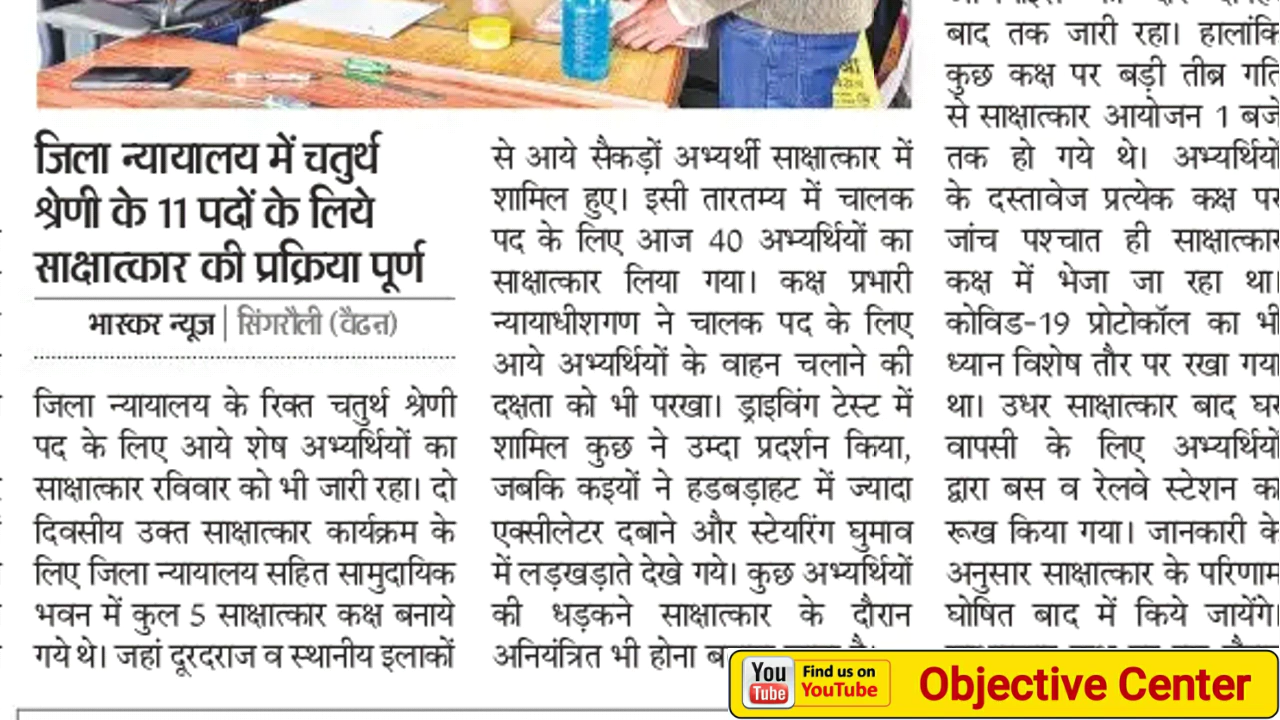 जिला न्यायालय में चतुर्थ
श्रेणी के 11 पदों के लिये
साक्षात्कार की प्रक्रिया पूर्ण
भास्कर न्यूज | सिंगरौली (वैढन)
जिला न्यायालय के रिक्त चतुर्थ श्रेणी
पद के लिए आये शेष अभ्यर्थियों का
साक्षात्कार रविवार को भी जारी रहा। दो
दिवसीय उक्त साक्षात्कार कार्यक्रम के
लिए जिला न्यायालय सहित सामुदायिक
भवन में कुल 5 साक्षात्कार कक्ष बनाये
गये थे। जहां दूरदराज व स्थानीय इलाकों
से आये सैकड़ों अभ्यर्थी साक्षात्कार में
शामिल हुए। इसी तारतम्य में चालक
पद के लिए आज 40 अभ्यर्थियों का
साक्षात्कार लिया गया। कक्ष प्रभारी
न्यायाधीशगण ने चालक पद के लिए
आये अभ्यर्थियों के वाहन चलाने की
दक्षता को भी परखा। ड्राइविंग टेस्ट में
शामिल कुछ ने उम्दा प्रदर्शन किया,
जबकि कइयों ने हडबड़ाहट में ज्यादा
एक्सीलेटर दबाने और स्टेयरिंग घुमाव
में लड़खड़ाते देखे गये। कुछ अभ्यर्थियों
की धड़कने साक्षात्कार के दौरान
अनियंत्रित भी होना
बाद तक जारी रहा। हालांकि
कुछ कक्ष पर बड़ी तीब्र गति
से साक्षात्कार आयोजन 1 बजे
तक हो गये थे। अभ्यर्थियों
के दस्तावेज प्रत्येक कक्ष पर
जांच पश्चात ही साक्षात्कार
कक्ष में भेजा जा रहा था।
कोविड-19 प्रोटोकॉल का भी
ध्यान विशेष तौर पर रखा गया
था। उधर साक्षात्कार बाद घर
वापसी के लिए अभ्यर्थियों
द्वारा बस व रेलवे स्टेशन का
रूख किया गया। जानकारी के
अनुसार साक्षात्कार के परिणाम
घोषित बाद में किये जायेंगे।
You Tube
Find us on
YouTube
Objective Center